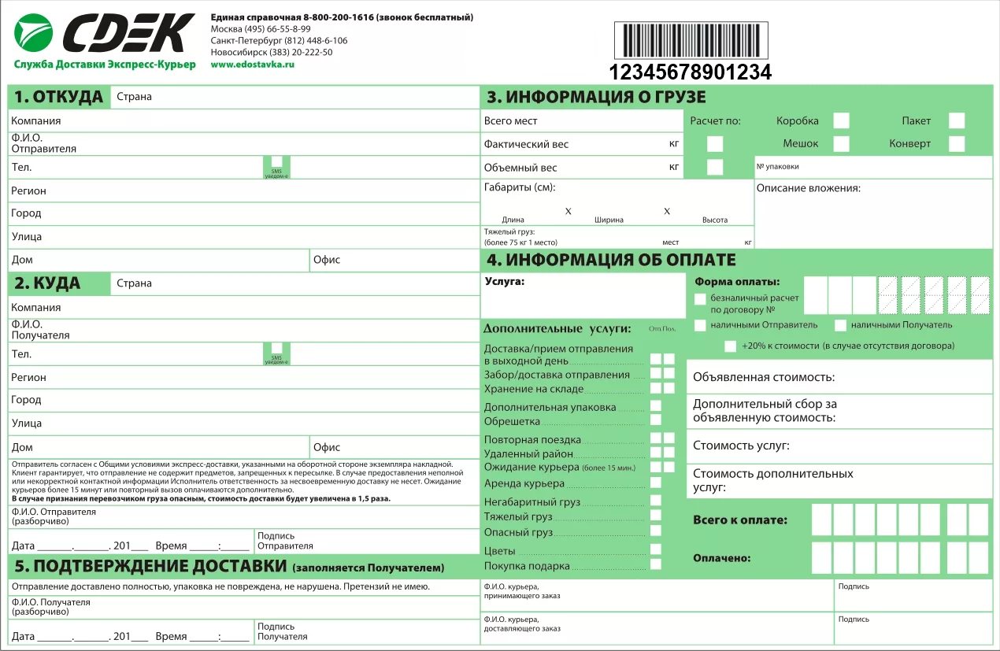 CDEK
Служба Доставки Экспресс-Курьер
Единая справочная 8-800-200-1616 (звонок бесплатный)
Москва (495) 66-55-8-99
Санкт-Петербург (812) 448-6-106
Новосибирск (383) 20-222-50
www.edostavka.ru
12345678901234
1. ОТКУДА Страна
Компания
Ф.И.О.
Отправителя
Тел.
SMS
уведом-е
Регион
Город
Улица
Дом Офис
2. КУДА Страна
Компания
Ф.И.О.
Получателя
Тел.
SMS
уведом-е
Регион
Город
Улица
Дом Офис
Отправитель согласен с Общими условиями экспресс-доставки, указанными на оборотной стороне экземпляра накладной.
Клиент гарантирует, что отправление не содержит предметов, запрещенных к пересылке. В случае предоставления неполной
или некорректной контактной информации Исполнитель ответственность за несвоевременную доставку не несет. Ожидание
курьеров более 15 минут или повторный вызов оплачиваются дополнительно.
В случае признания перевозчиком груза опасным, стоимость доставки будет увеличена в 1,5 раза.
Ф.И.О. Отправителя
(разборчиво)
Дата ______.______. 201___ Время _____:_____
Подпись
Отправителя
5. ПОДТВЕРЖДЕНИЕ ДОСТАВКИ (заполняется Получателем)
Отправление доставлено полностью, упаковка не повреждена, не нарушена. Претензий не имею.
Ф.И.О. Получателя
(разборчиво)
Дата ______.______. 201___ Время _____:_____
Подпись
Получателя
3. ИНФОРМАЦИЯ О ГРУЗЕ
Всего мест
Фактический вес кг
Объемный вес кг
Расчет по:
Коробка Пакет
Мешок Конверт
№ упаковки
Габариты (см):
X X
Длина Ширина Высота
Тяжелый груз:
(более 75 кг 1 место) мест кг
Описание вложения:
4. ИНФОРМАЦИЯ ОБ ОПЛАТЕ
Услуга:
Дополнительные услуги: Отп. Пол.
Доставка/прием отправления
в выходной день
Забор/доставка отправления
Хранение на складе
Дополнительная упаковка
Обрешетка
Повторная поездка
Удаленный район
Ожидание курьера (более 15 мин.)
Аренда курьера
Негабаритный груз
Тяжелый груз
Опасный груз
Цветы
Покупка подарка
Форма оплаты:
безналичный расчет
по договору №
наличными Отправитель наличными Получатель
+20% к стоимости (в случае отсутствия договора)
Объявленная стоимость:
Дополнительный сбор за
объявленную стоимость:
Стоимость услуг:
Стоимость дополнительных
услуг:
Всего к оплате:
Оплачено:
Ф.И.О. курьера,
принимающего заказ
Подпись
Ф.И.О. курьера,
доставляющего заказ
Подпись